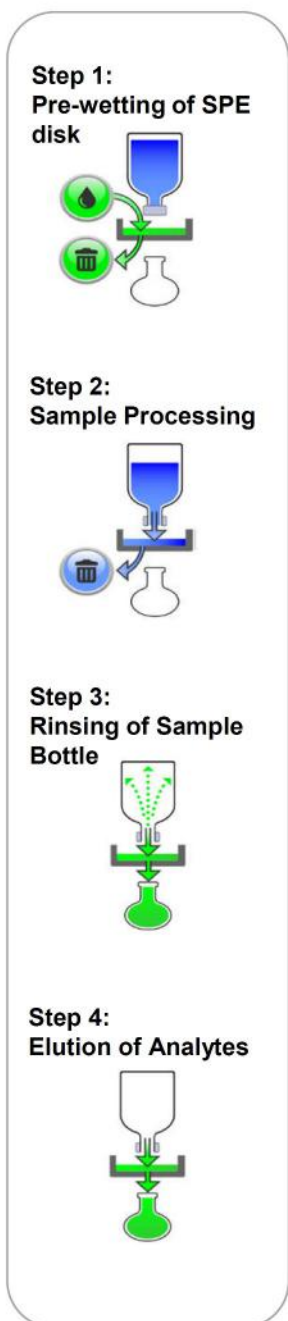 Step 1:
Pre-wetting of SPE
disk
Step 2:
Sample Processing
Step 3:
Rinsing of Sample
Bottle
Step 4:
Elution of Analytes